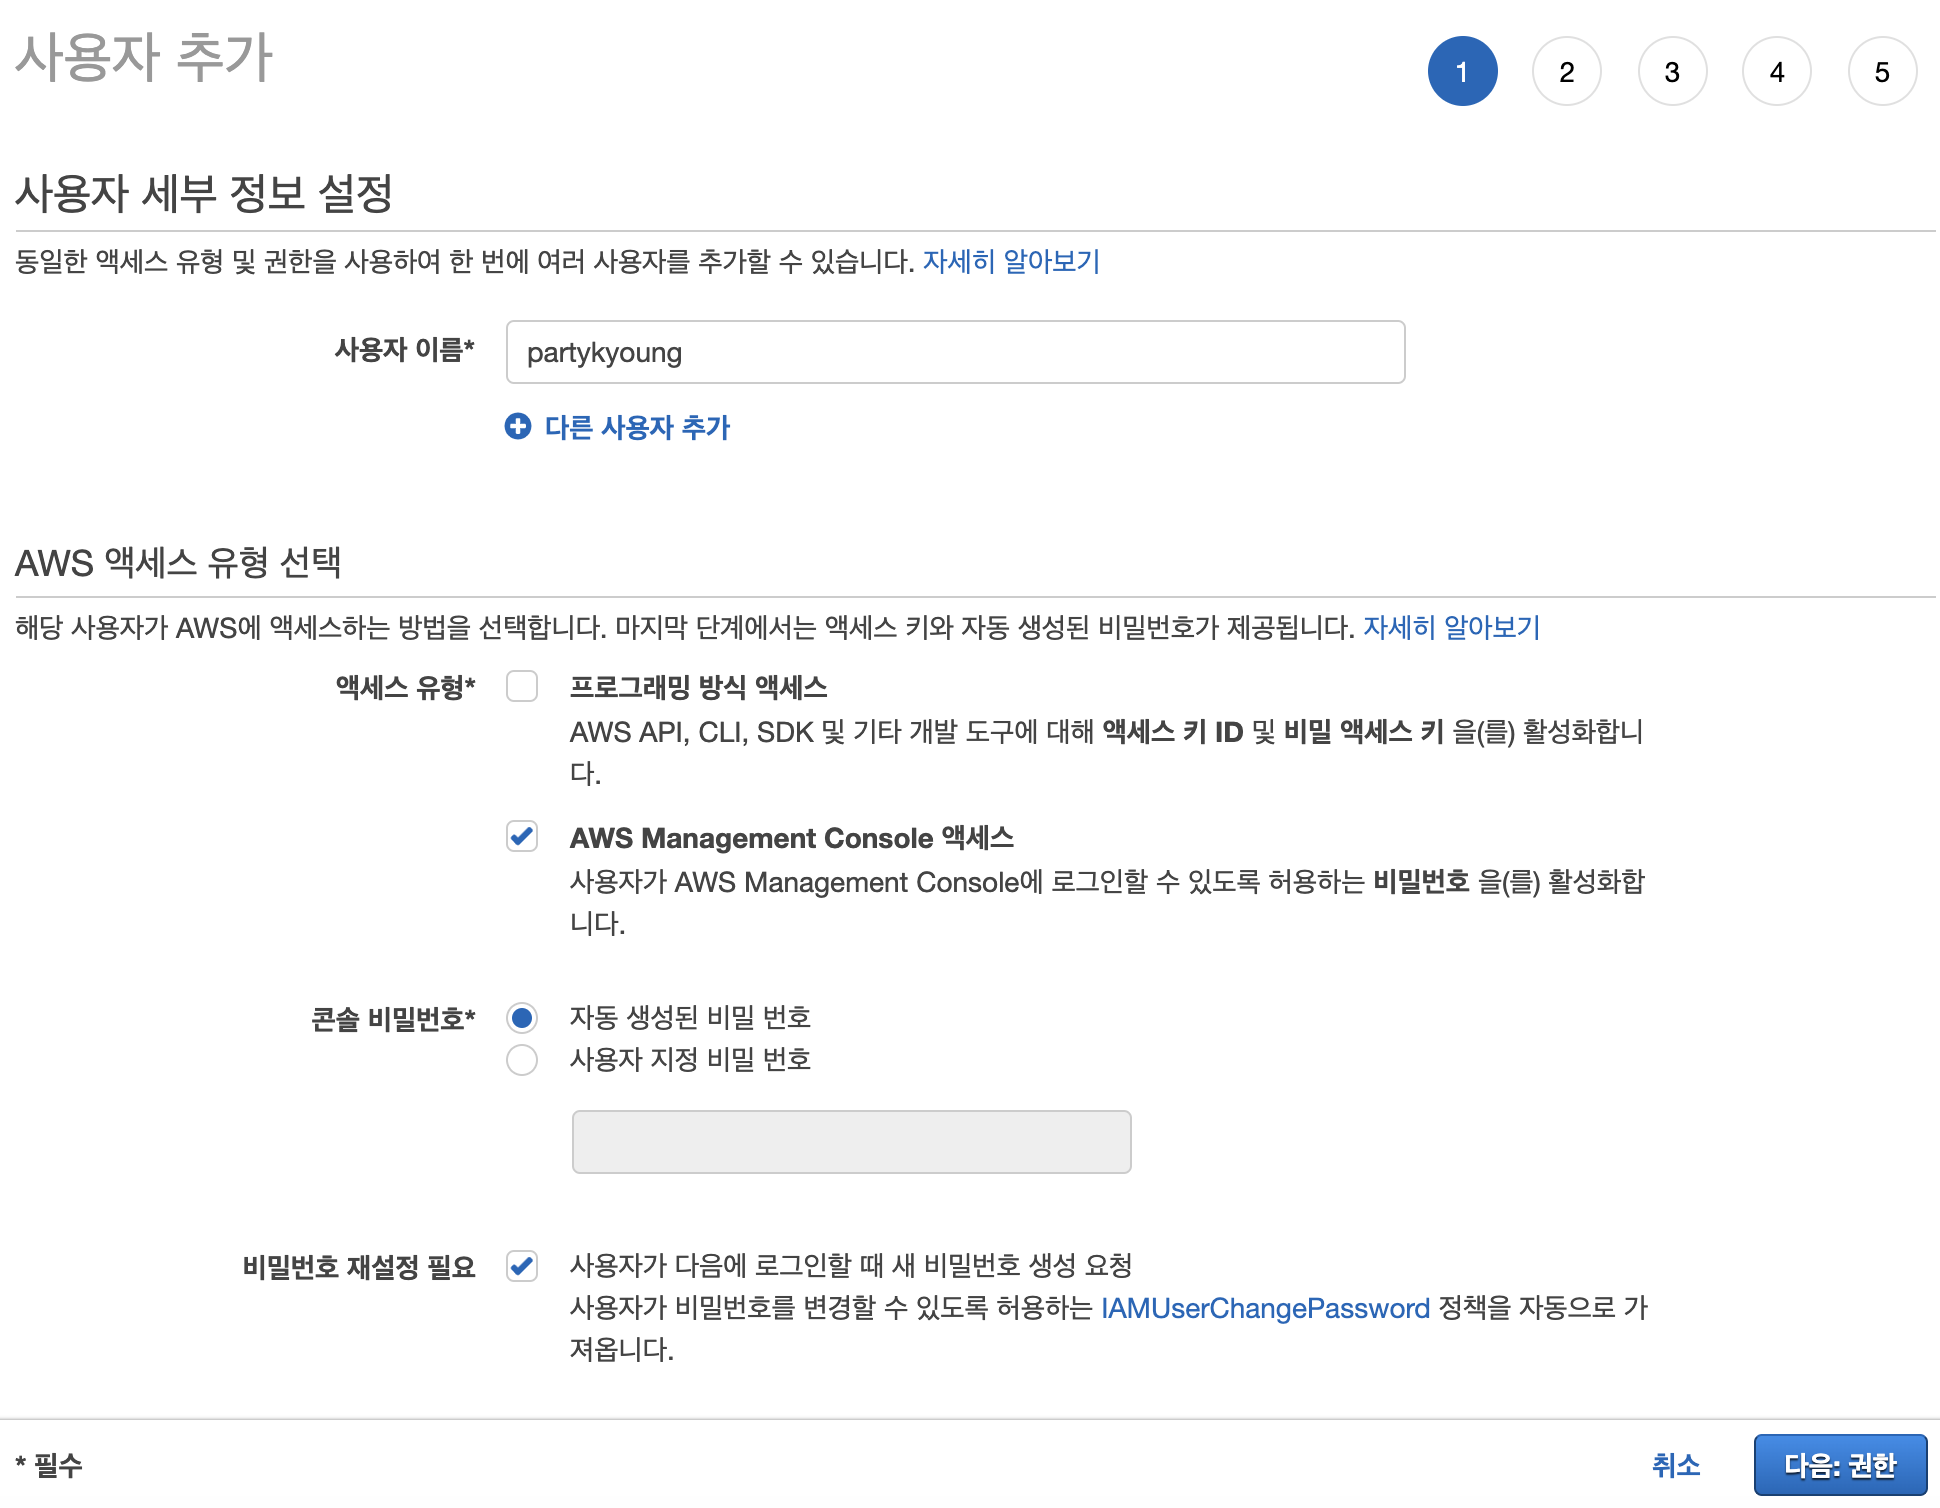 사용자 추가
1 2 3 4 5
사용자 세부 정보 설정
동일한 액세스 유형 및 권한을 사용하여 한 번에 여러 사용자를 추가할 수 있습니다. 자세히 알아보기
사용자 이름* partykyoung
다른 사용자 추가
AWS 액세스 유형 선택
해당 사용자가 AWS에 액세스하는 방법을 선택합니다. 마지막 단계에서는 액세스 키와 자동 생성된 비밀번호가 제공됩니다. 자세히 알아보기
액세스 유형* 프로그래밍 방식 액세스
AWS API, CLI, SDK 및 기타 개발 도구에 대해 액세스 키 ID 및 비밀 액세스 키 을(를) 활성화합니
다.
AWS Management Console 액세스
사용자가 AWS Management Console에 로그인할 수 있도록 허용하는 비밀번호 을(를) 활성화합
니다.
콘솔 비밀번호* 자동 생성된 비밀 번호
사용자 지정 비밀 번호
비밀번호 재설정 필요 사용자가 다음에 로그인할 때 새 비밀번호 생성 요청
사용자가 비밀번호를 변경할 수 있도록 허용하는 IAMUserChangePassword 정책을 자동으로 가
져옵니다.
* 필수 취소 다음: 권한